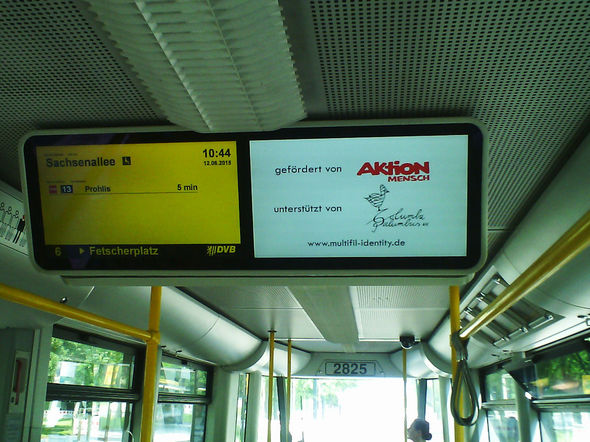 Sachsenallee
10:44
12.06.2015
13 Prohlis 5 min
6 Fetscherplatz DVB
gefördert von AKTiON
MENSCH
unterstützt von
www.multifil-identity.de
2825